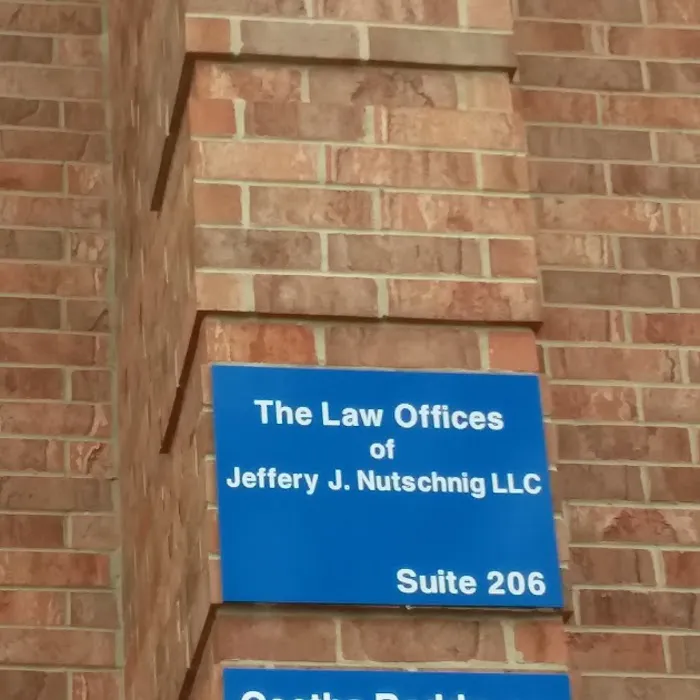 The Law Offices
of
Jeffery J. Nutschnig LLC
Suite 206